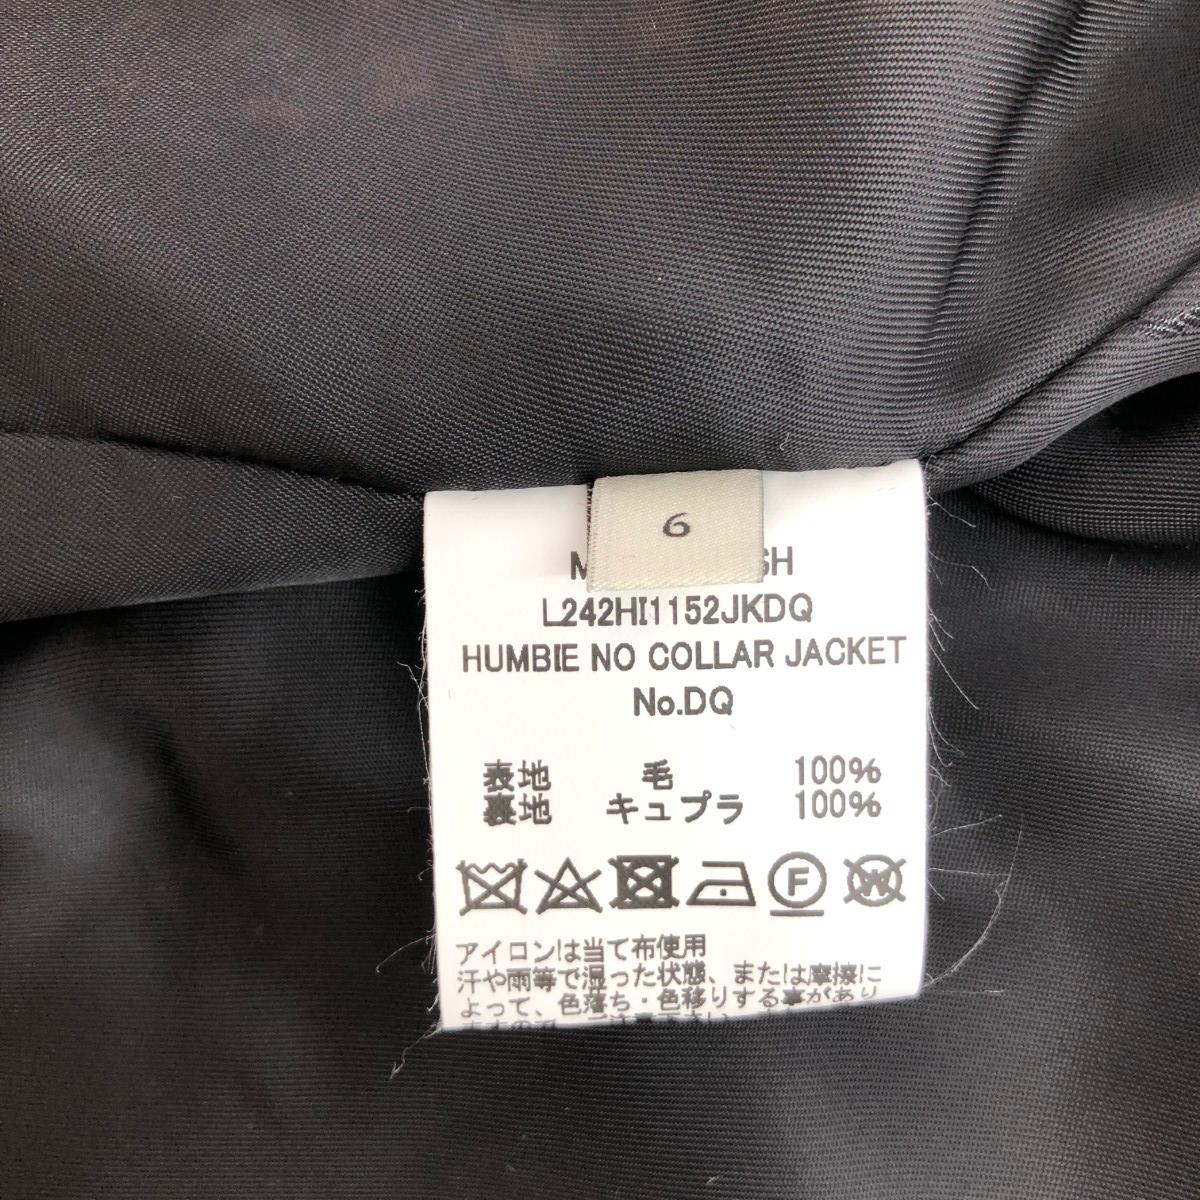 6
L242HI1152JKDQ
HUMBIE NO COLLAR JACKET
No.DQ
表地 毛 100%
裏地 キュプラ 100%
F W
アイロンは当て布使用
汗や雨等で湿った状態、または摩擦に
よって、色落ち・色移りする事があり